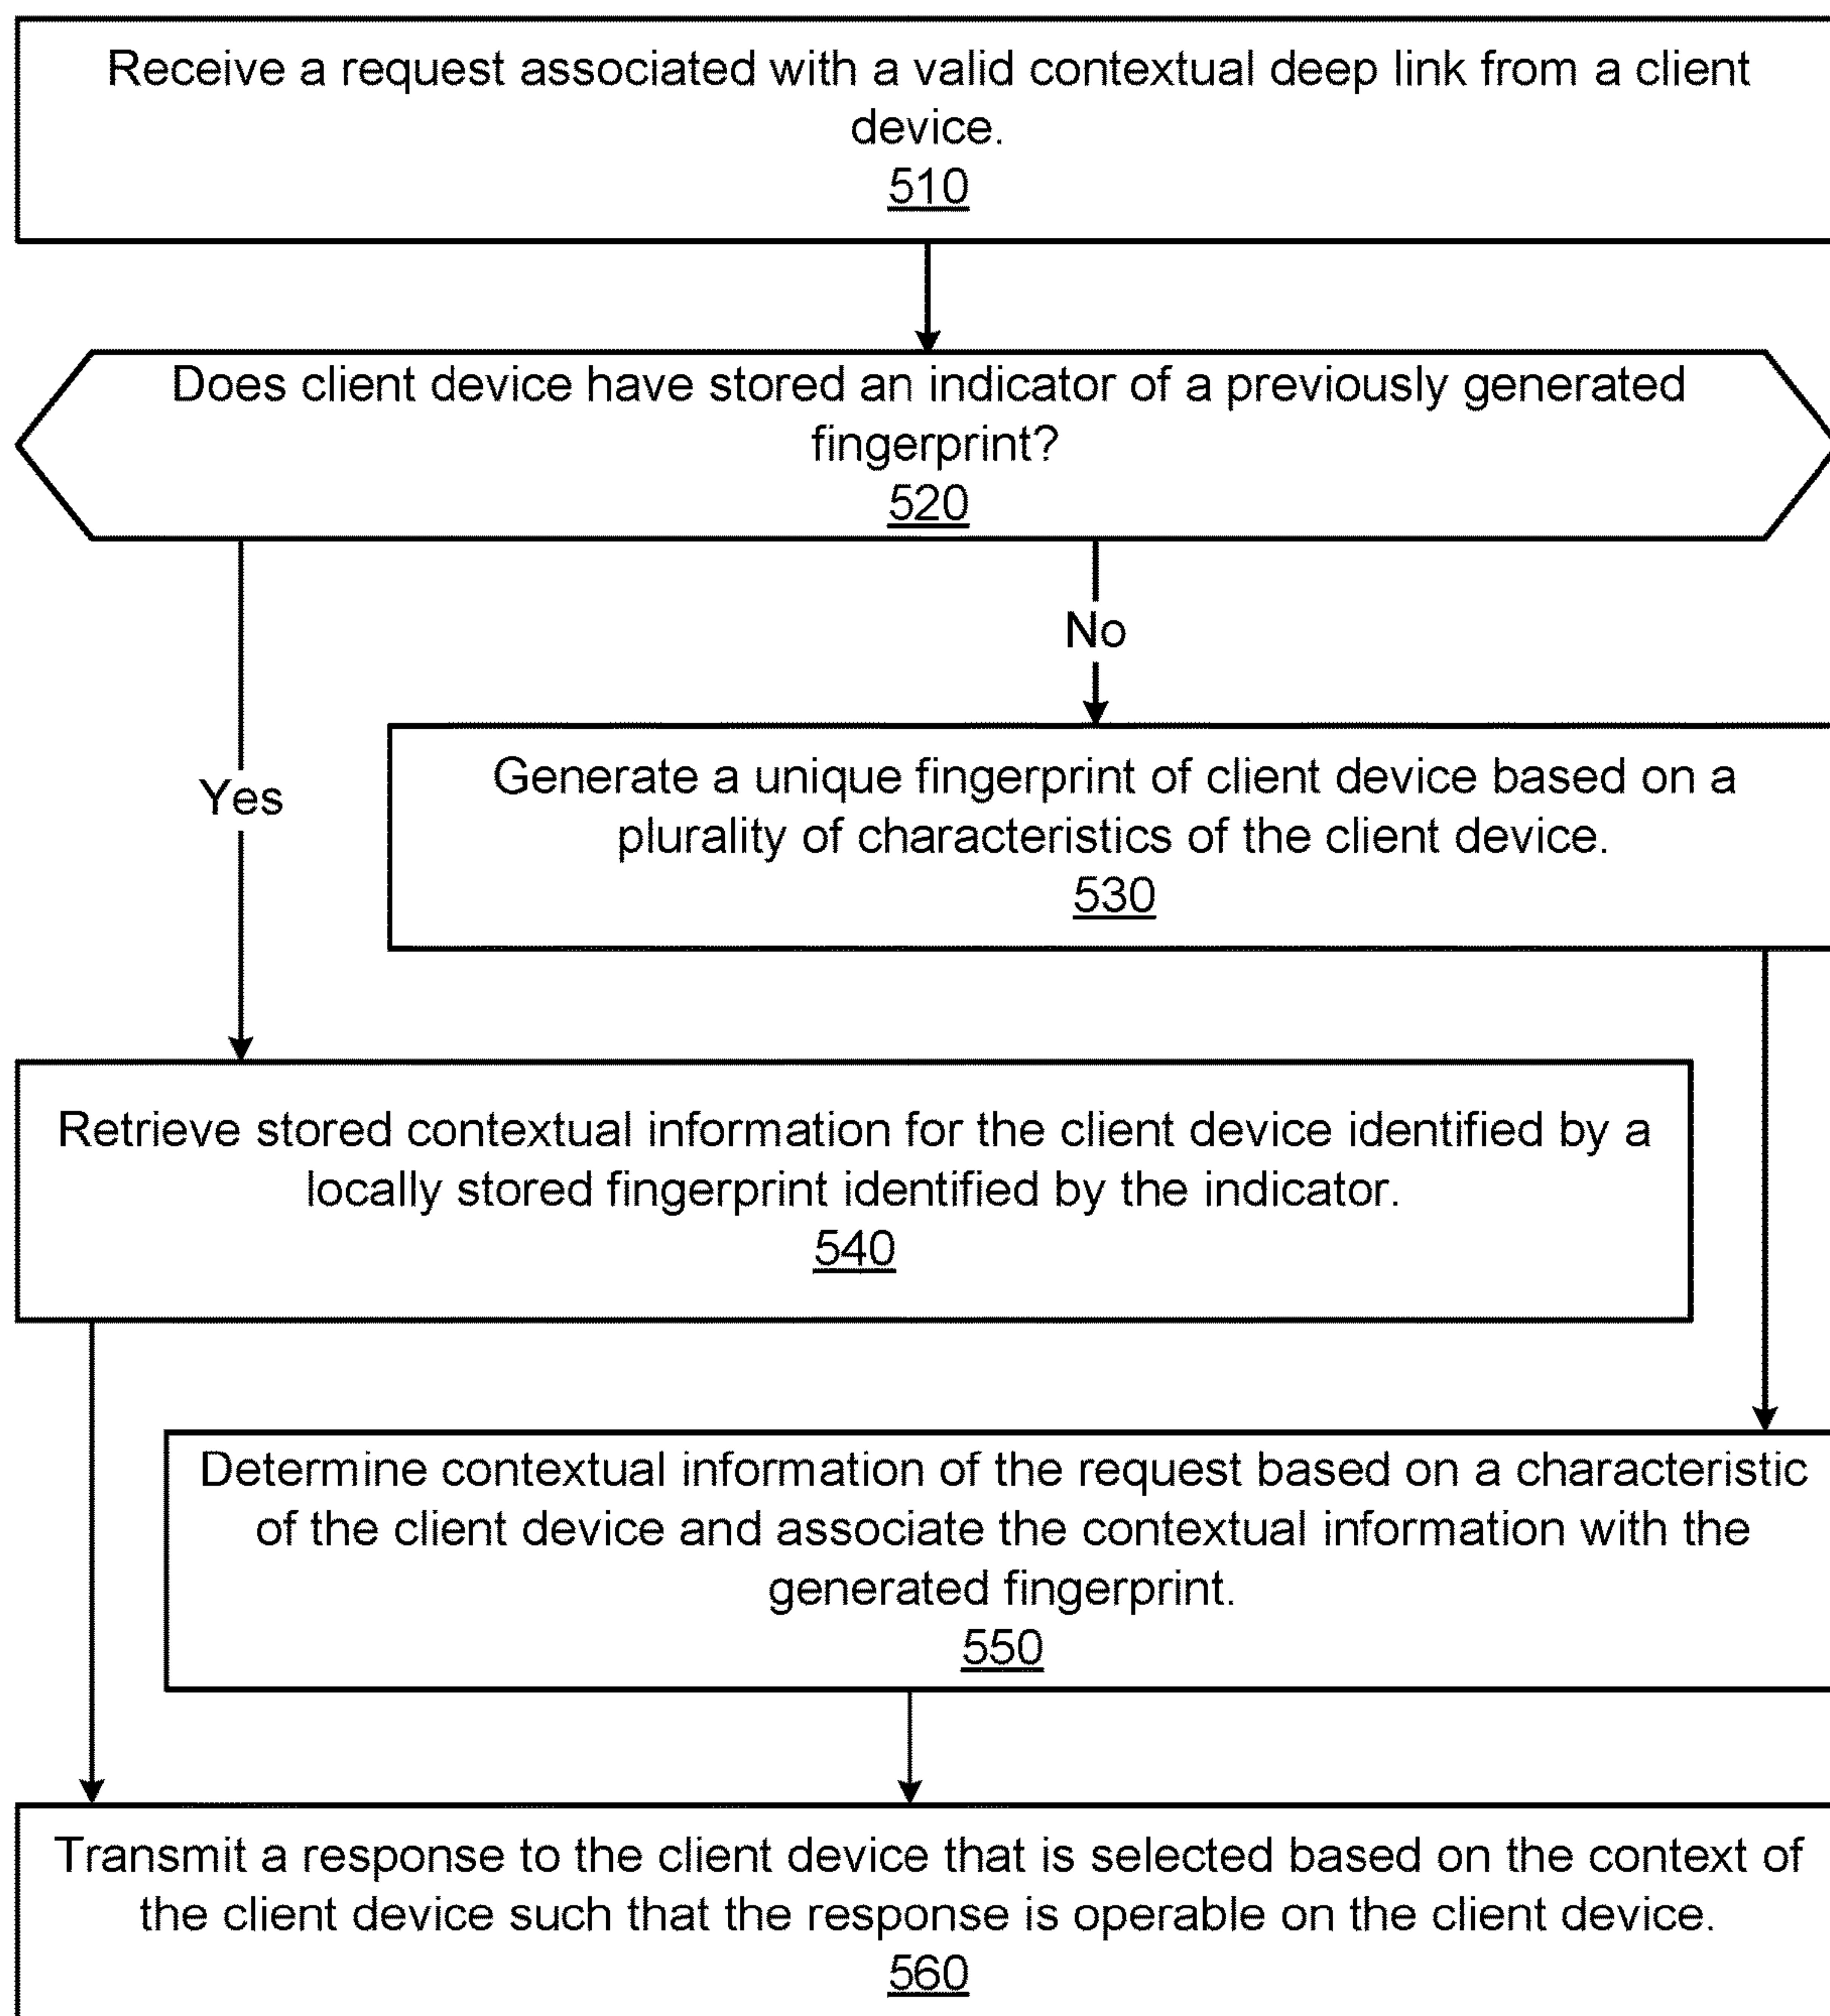 Receive a request associated with a valid contextual deep link from a client
device.
510
Does client device have stored an indicator of a previously generated
fingerprint?
520
No
Generate a unique fingerprint of client device based on a
plurality of characteristics of the client device.
530
Yes
Retrieve stored contextual information for the client device identified by a
locally stored fingerprint identified by the indicator.
540
Determine contextual information of the request based on a characteristic
of the client device and associate the contextual information with the
generated fingerprint.
550
Transmit a response to the client device that is selected based on the context of
the client device such that the response is operable on the client device.
560